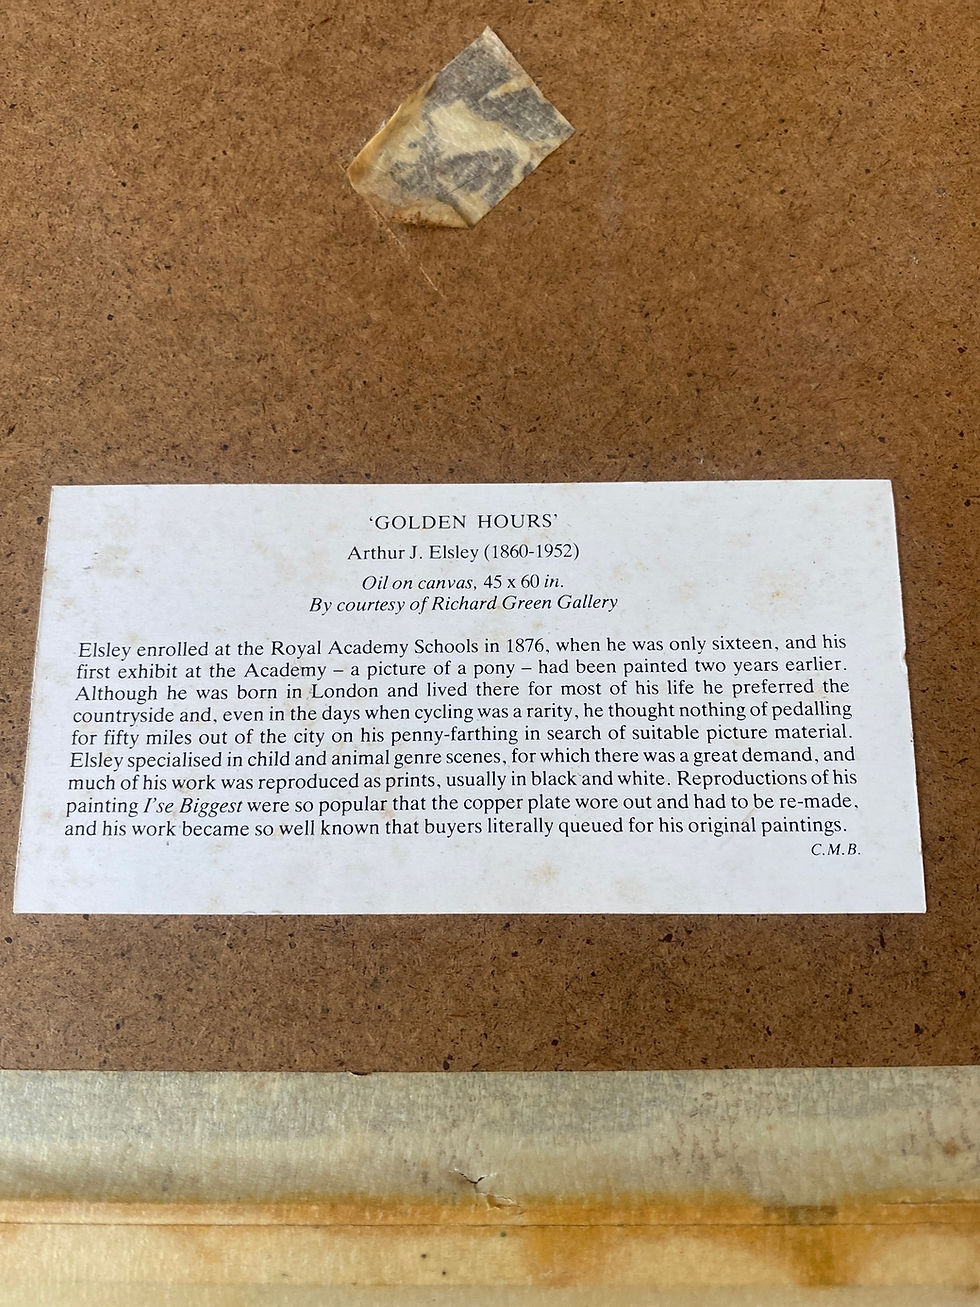 ‘GOLDEN HOURS’
Arthur J. Elsley (1860-1952)
Oil on canvas, 45 x 60 in.
By courtesy of Richard Green Gallery
Elsley enrolled at the Royal Academy Schools in 1876, when he was only sixteen, and his
first exhibit at the Academy – a picture of a pony – had been painted two years earlier.
Although he was born in London and lived there for most of his life he preferred the
countryside and, even in the days when cycling was a rarity, he thought nothing of pedalling
for fifty miles out of the city on his penny-farthing in search of suitable picture material.
Elsley specialised in child and animal genre scenes, for which there was a great demand, and
much of his work was reproduced as prints, usually in black and white. Reproductions of his
painting I’se Biggest were so popular that the copper plate wore out and had to be re-made,
and his work became so well known that buyers literally queued for his original paintings.
C.M.B.